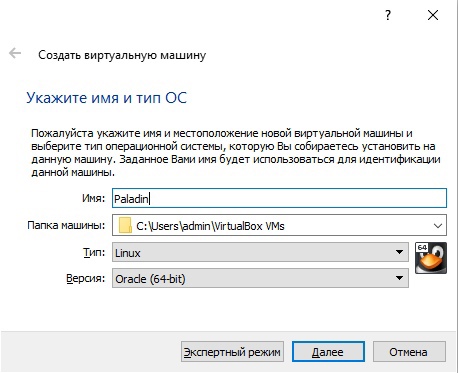 ? ×
← Создать виртуальную машину
Укажите имя и тип ОС
Пожалуйста укажите имя и местоположение новой виртуальной машины и
выберите тип операционной системы, которую Вы собираетесь установить на
данную машину. Заданное Вами имя будет использоваться для идентификации
данной машины.
Имя: Paladin
Папка машины: C:\Users\admin\VirtualBox VMs
Тип: Linux
64
Версия: Oracle (64-bit)
Экспертный режим Далее Отмена